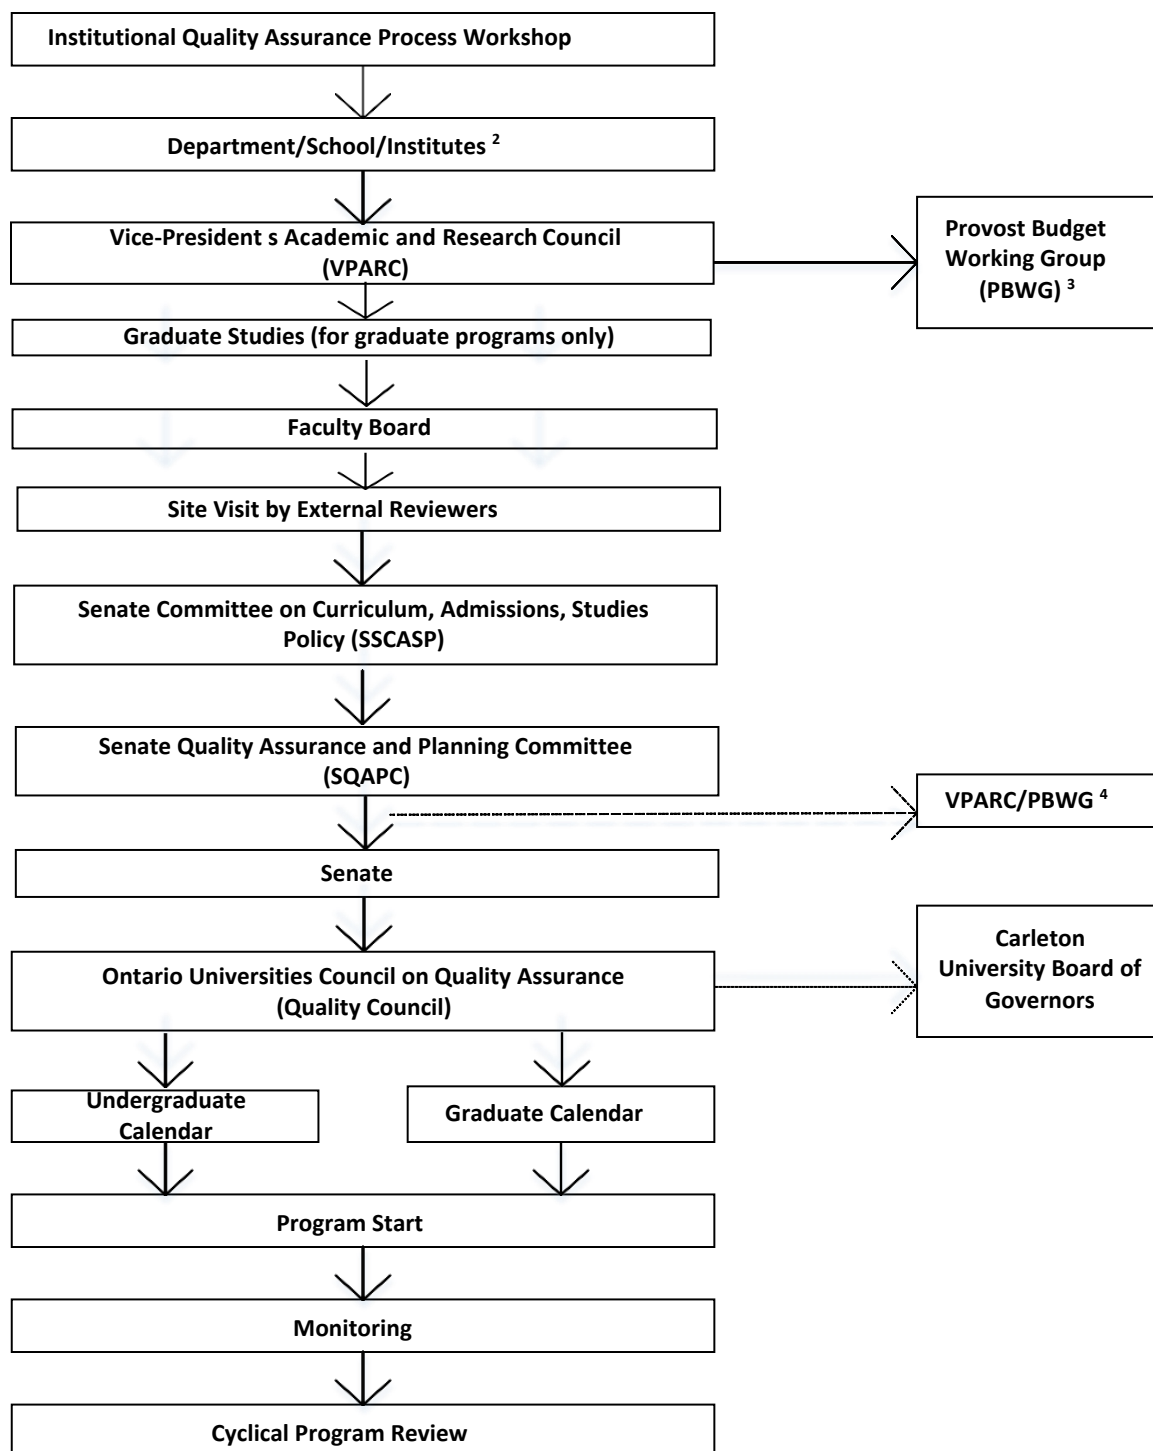 Institutional Quality Assurance Process Workshop
Department/School/Institutes ²
Vice-President s Academic and Research Council
(VPARC)
Provost Budget
Working Group
(PBWG) ³
Graduate Studies (for graduate programs only)
Faculty Board
Site Visit by External Reviewers
Senate Committee on Curriculum, Admissions, Studies
Policy (SSCASP)
Senate Quality Assurance and Planning Committee
(SQAPC)
VPARC/PBWG ⁴
Senate
Ontario Universities Council on Quality Assurance
(Quality Council)
Carleton
University Board of
Governors
Undergraduate
Calendar
Graduate Calendar
Program Start
Monitoring
Cyclical Program Review